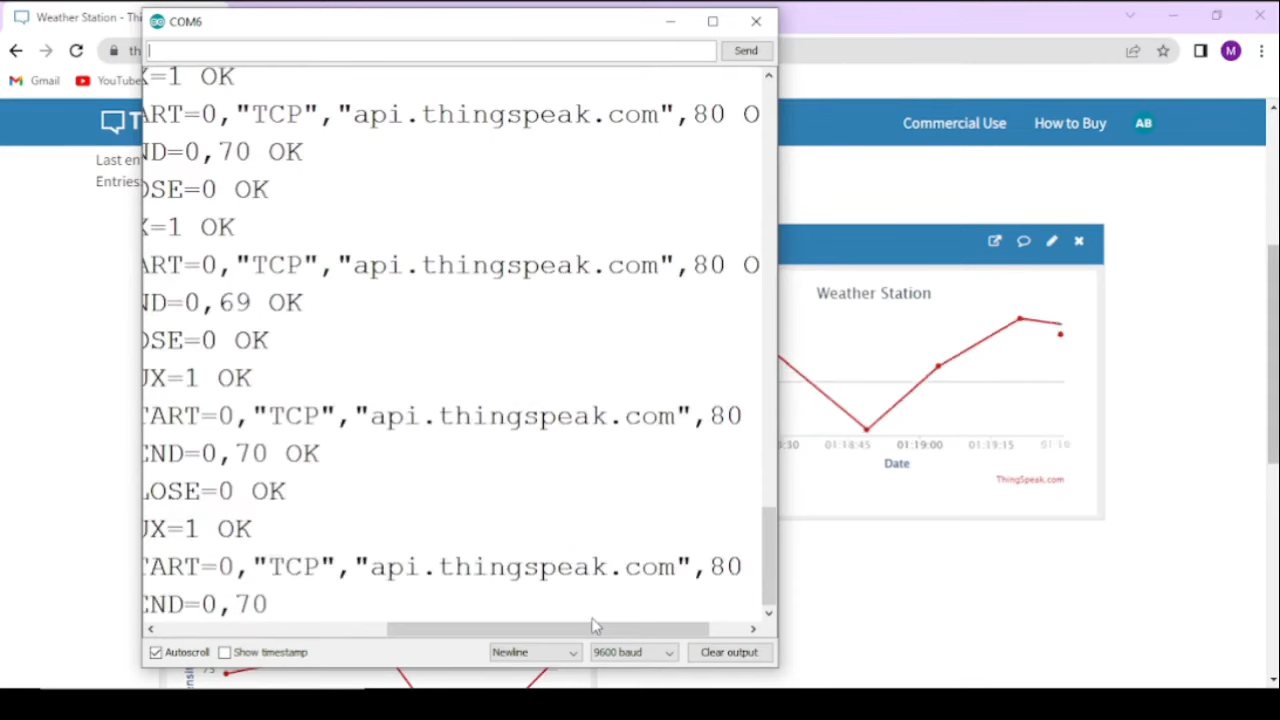 Weather Station - Thi
COM6
th
Send
Gmail
YouTube
T
Commercial Use
How to Buy
AB
M
Last en
Entries:
X=1 OK
ART=0,"TCP","api.thingspeak.com",80 O
ND=0,70 OK
OSE=0 OK
X=1 OK
ART=0,"TCP","api.thingspeak.com",80 O
ND=0,69 OK
OSE=0 OK
UX=1 OK
TART=0,"TCP","api.thingspeak.com",80
END=0,70 OK
LOSE=0 OK
UX=1 OK
TART=0,"TCP","api.thingspeak.com",80
END=0,70
Autoscroll
Show timestamp
Newline
9600 baud
Clear output
Weather Station
:30
01:18:45
01:19:00
01:19:15
Date
ThingSpeak.com
75